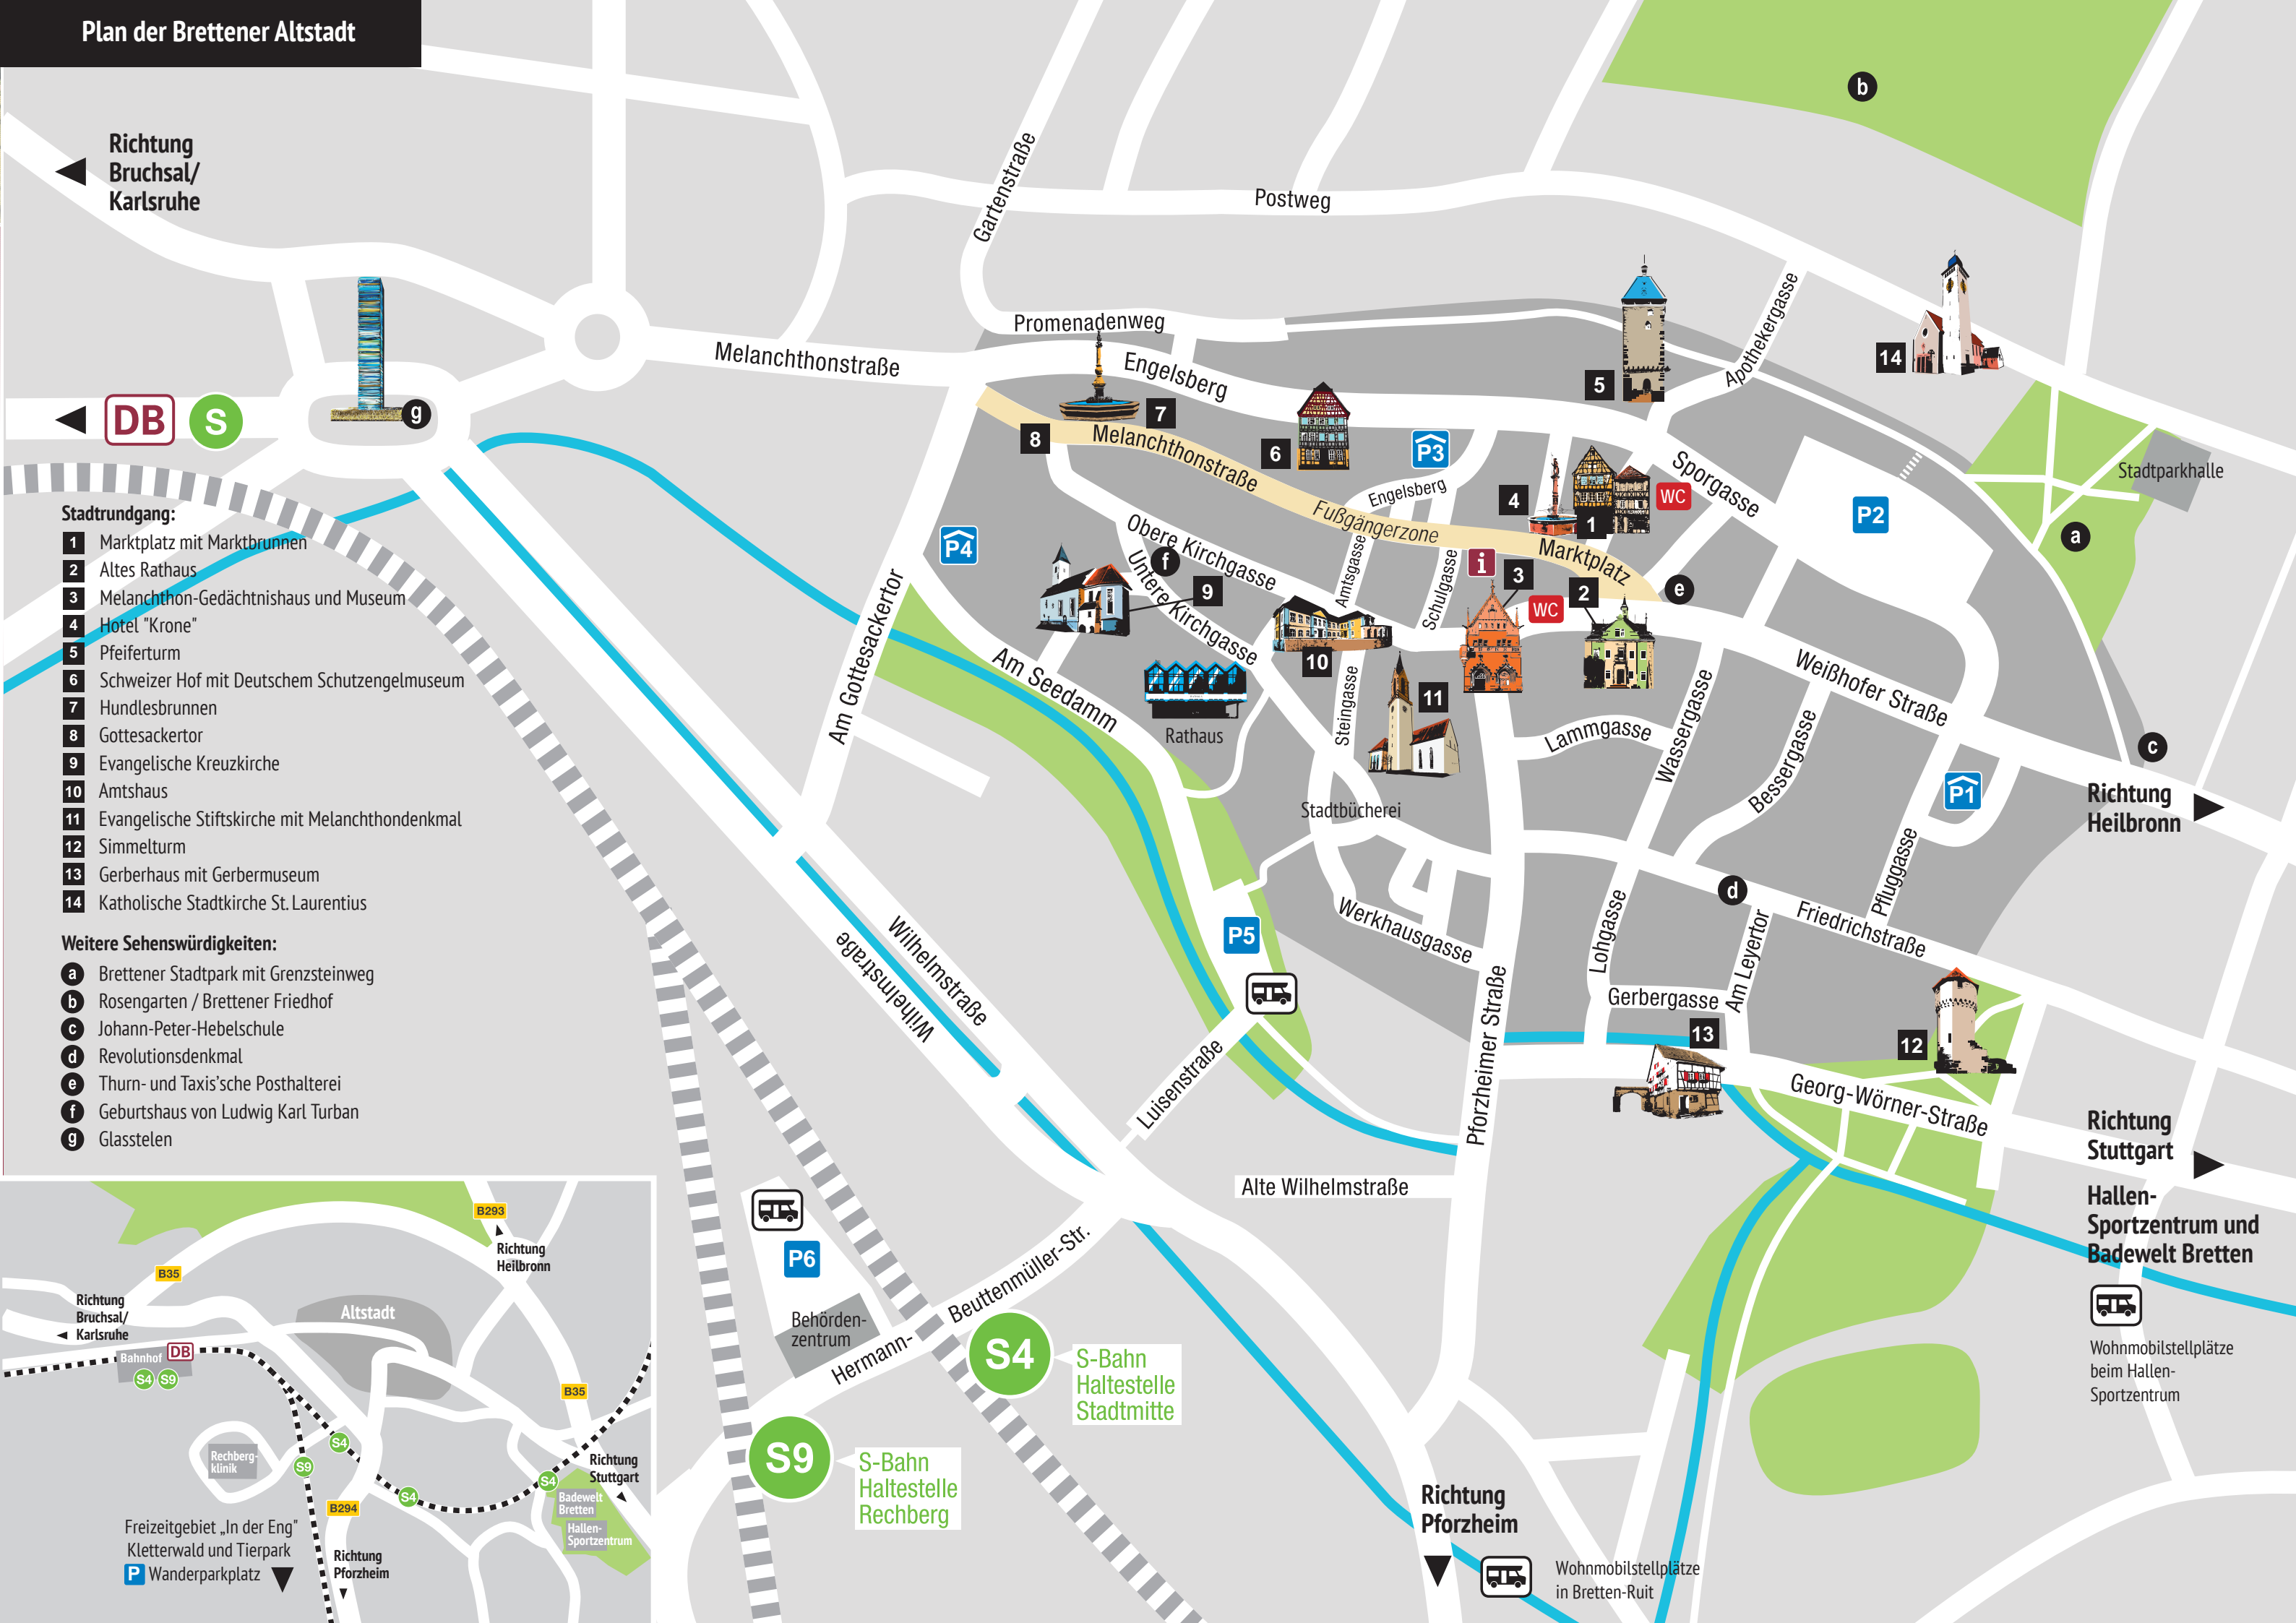 Plan der Brettener Altstadt
Richtung
Bruchsal/
Karlsruhe
DB
S
g
Gartenstraße
Postweg
b
Promenadenweg
Melanchthonstraße
Engelsberg
Apothekergasse
14
5
7
8
6
Melanchthonstraße
P3
Engelsberg
4
1
WC
Sporgasse
P2
Stadtparkhalle
a
Fußgängerzone
Marktplatz
P4
Obere Kirchgasse
Untere Kirchgasse
f
9
Amtsgasse
Schulgasse
i
3
WC
2
e
Am Gottesackertor
Am Seedamm
Rathaus
10
Steingasse
11
Lammgasse
Wassergasse
Weißhofer Straße
Bessergasse
c
P1
Richtung
Heilbronn
Stadtbücherei
Pfluggasse
d
Friedrichstraße
Werkhausgasse
Lohgasse
Am Leyertor
Gerbergasse
P5
Wilhelmstraße
Wilhelmstraße
Luisenstraße
Pforzheimer Straße
13
12
Georg-Wörner-Straße
Alte Wilhelmstraße
Richtung
Stuttgart
Hallen-
Sportzentrum und
Badewelt Bretten
Wohnmobilstellplätze
beim Hallen-
Sportzentrum
P6
Behörden-
zentrum
Hermann-
Beuttenmüller-Str.
S4
S-Bahn
Haltestelle
Stadtmitte
S9
S-Bahn
Haltestelle
Rechberg
Richtung
Pforzheim
Wohnmobilstellplätze
in Bretten-Ruit
Stadtrundgang:
1 Marktplatz mit Marktbrunnen
2 Altes Rathaus
3 Melanchthon-Gedächtnishaus und Museum
4 Hotel "Krone"
5 Pfeiferturm
6 Schweizer Hof mit Deutschem Schutzengelmuseum
7 Hundlesbrunnen
8 Gottesackertor
9 Evangelische Kreuzkirche
10 Amtshaus
11 Evangelische Stiftskirche mit Melanchthondenkmal
12 Simmelturm
13 Gerberhaus mit Gerbermuseum
14 Katholische Stadtkirche St. Laurentius
Weitere Sehenswürdigkeiten:
a Brettener Stadtpark mit Grenzsteinweg
b Rosengarten / Brettener Friedhof
c Johann-Peter-Hebelschule
d Revolutionsdenkmal
e Thurn- und Taxis'sche Posthalterei
f Geburtshaus von Ludwig Karl Turban
g Glasstelen
B293
Richtung
Heilbronn
B35
Richtung
Bruchsal/
Karlsruhe
Altstadt
Bahnhof DB
S4 S9
B35
Rechberg-
klinik
S4
S9
S4
S4
Richtung
Stuttgart
Badewelt
Bretten
Hallen-
Sportzentrum
B294
Freizeitgebiet „In der Eng"
Kletterwald und Tierpark
P Wanderparkplatz
Richtung
Pforzheim